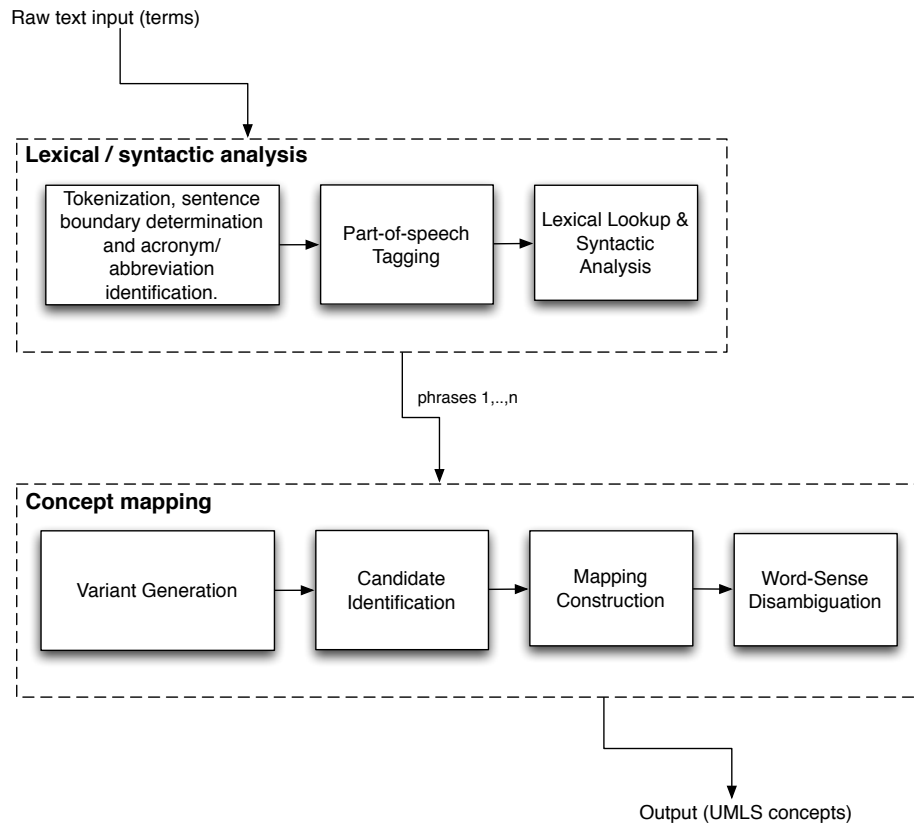 Raw text input (terms)
Lexical / syntactic analysis
Tokenization, sentence
boundary determination
and acronym/
abbreviation
identification.
Part-of-speech
Tagging
Lexical Lookup &
Syntactic
Analysis
phrases 1,..,n
Concept mapping
Variant Generation
Candidate
Identification
Mapping
Construction
Word-Sense
Disambiguation
Output (UMLS concepts)